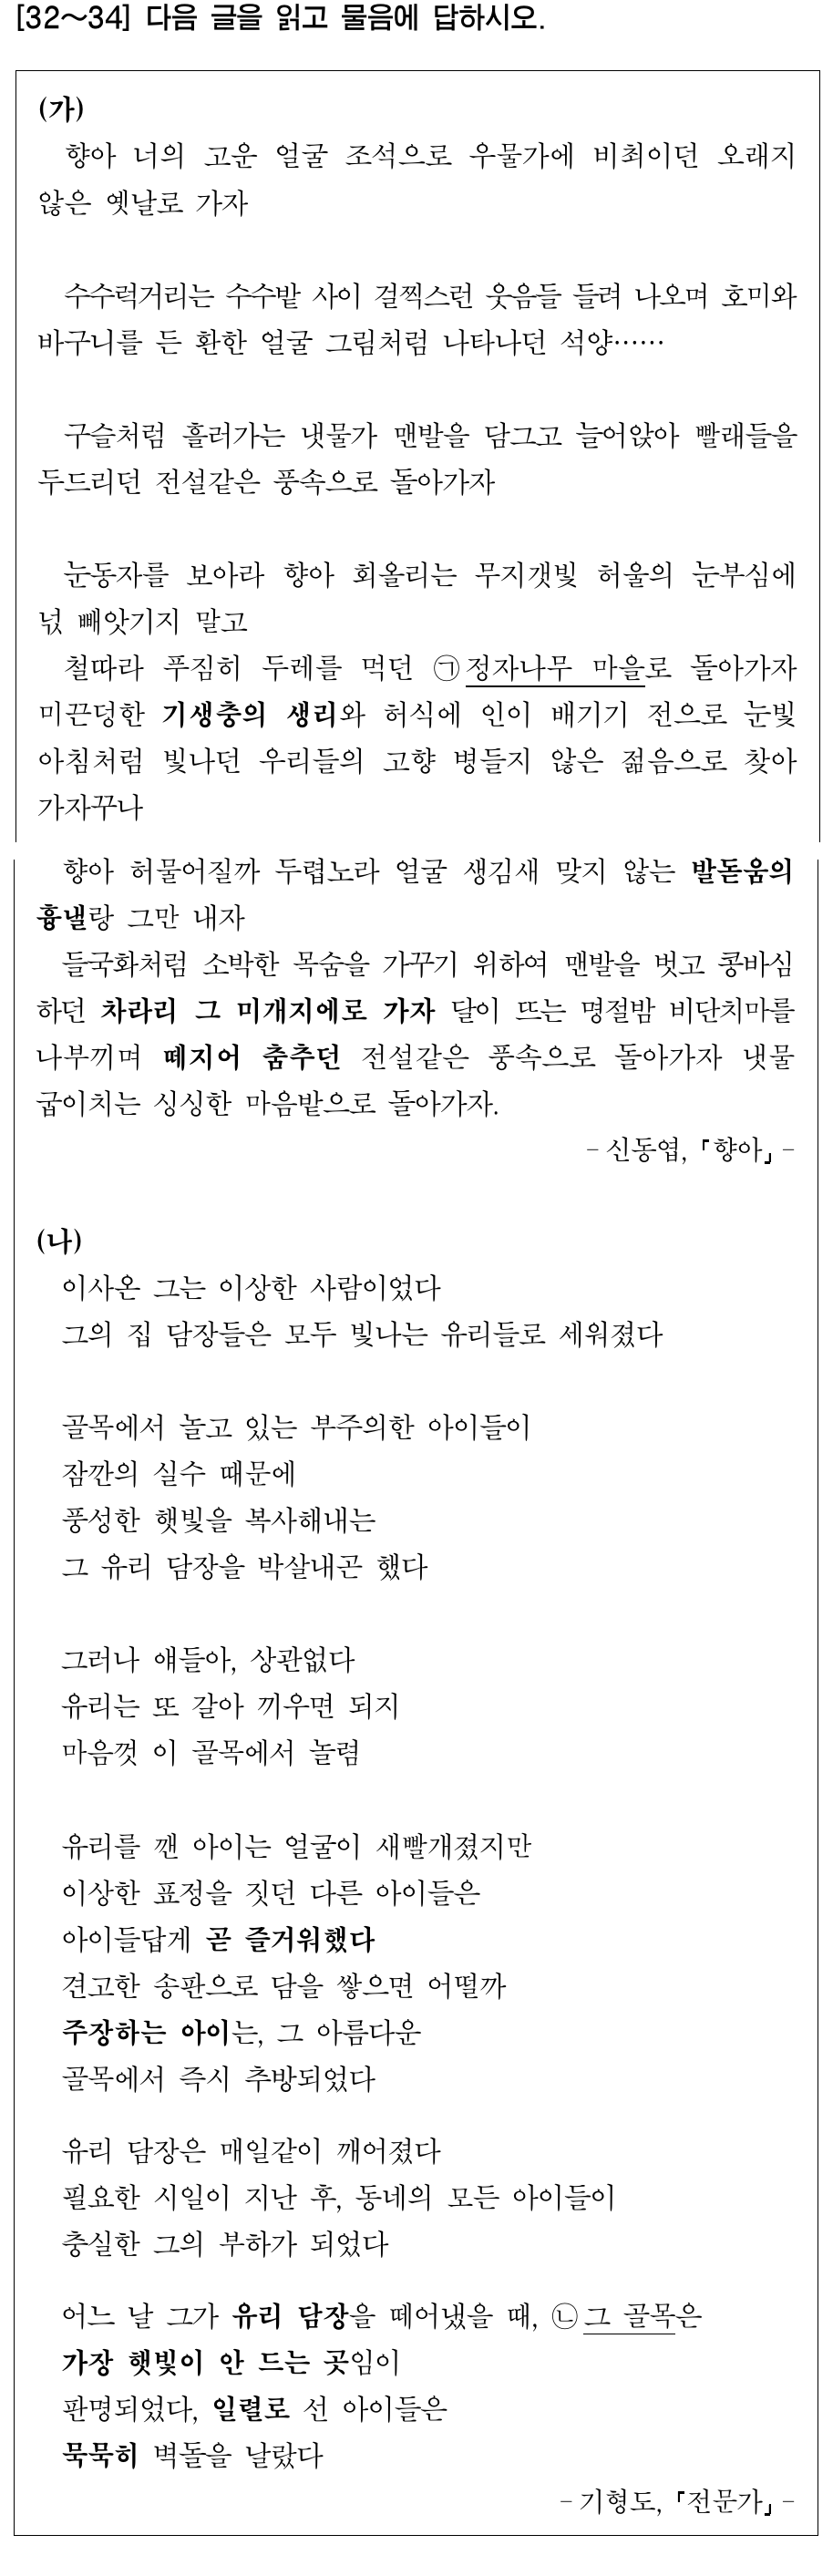 [32～34] 다음 글을 읽고 물음에 답하시오.
(가)
향아 너의 고운 얼굴 조석으로 우물가에 비최이던 오래지
않은 옛날로 가자
수수럭거리는 수수밭 사이 걸찍스런 웃음들 들려 나오며 호미와
바구니를 든 환한 얼굴 그림처럼 나타나던 석양……
구슬처럼 흘러가는 냇물가 맨발을 담그고 늘어앉아 빨래들을
두드리던 전설같은 풍속으로 돌아가자
눈동자를 보아라 향아 회올리는 무지갯빛 허울의 눈부심에
넋 빼앗기지 말고
철따라 푸짐히 두레를 먹던 ㉠정자나무 마을로 돌아가자
미끈덩한 기생충의 생리와 허식에 인이 배기기 전으로 눈빛
아침처럼 빛나던 우리들의 고향 병들지 않은 젊음으로 찾아
가자꾸나
향아 허물어질까 두렵노라 얼굴 생김새 맞지 않는 발돋움의
흉낼랑 그만 내자
들국화처럼 소박한 목숨을 가꾸기 위하여 맨발을 벗고 콩바심
하던 차라리 그 미개지에로 가자 달이 뜨는 명절밤 비단치마를
나부끼며 떼지어 춤추던 전설같은 풍속으로 돌아가자 냇물
굽이치는 싱싱한 마음밭으로 돌아가자.
- 신동엽, 「향아」 -
(나)
이사온 그는 이상한 사람이었다
그의 집 담장들은 모두 빛나는 유리들로 세워졌다
골목에서 놀고 있는 부주의한 아이들이
잠깐의 실수 때문에
풍성한 햇빛을 복사해내는
그 유리 담장을 박살내곤 했다
그러나 얘들아, 상관없다
유리는 또 갈아 끼우면 되지
마음껏 이 골목에서 놀렴
유리를 깬 아이는 얼굴이 새빨개졌지만
이상한 표정을 짓던 다른 아이들은
아이들답게 곧 즐거워했다
견고한 송판으로 담을 쌓으면 어떨까
주장하는 아이는, 그 아름다운
골목에서 즉시 추방되었다
유리 담장은 매일같이 깨어졌다
필요한 시일이 지난 후, 동네의 모든 아이들이
충실한 그의 부하가 되었다
어느 날 그가 유리 담장을 떼어냈을 때, ㉡그 골목은
가장 햇빛이 안 드는 곳임이
판명되었다, 일렬로 선 아이들은
묵묵히 벽돌을 날랐다
- 기형도, 「전문가」 -